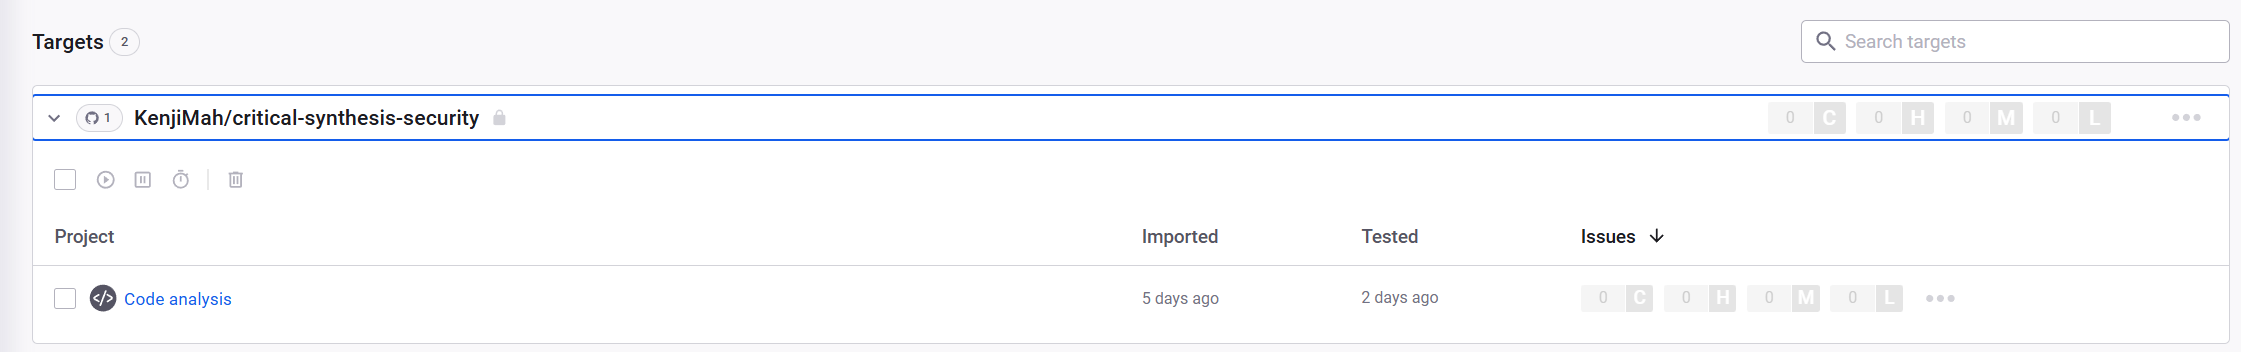 Targets 2
Search targets
1 KenjiMah/critical-synthesis-security 0 C 0 H 0 M 0 L
Project Imported Tested Issues
Code analysis 5 days ago 2 days ago 0 C 0 H 0 M 0 L